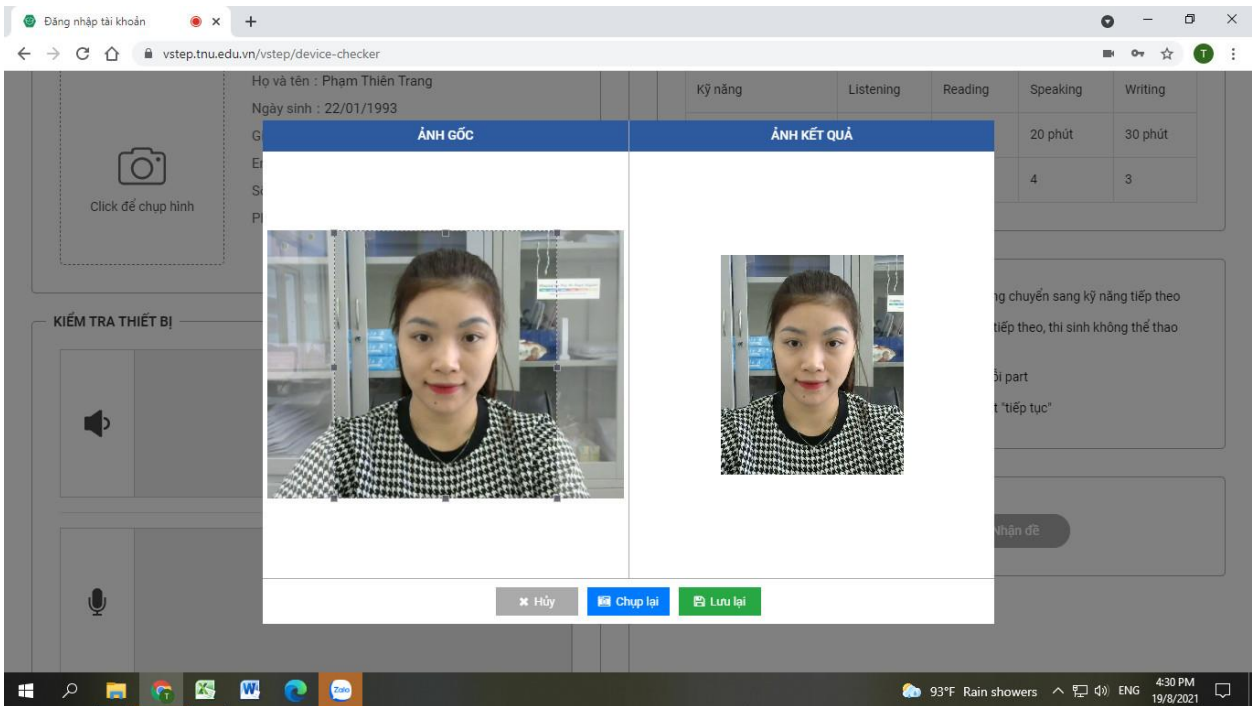 Đăng nhập tài khoản
vstep.tnu.edu.vn/vstep/device-checker
T
Họ và tên : Phạm Thiên Trang
Ngày sinh : 22/01/1993
Click để chụp hình
Kỹ năng Listening Reading Speaking Writing
20 phút 30 phút
4 3
ẢNH GỐC ẢNH KẾT QUẢ
KIỂM TRA THIẾT BỊ
ng chuyển sang kỹ năng tiếp theo
tiếp theo, thi sinh không thể thao
ỗi part
t "tiếp tục"
Nhận đề
Hủy Chụp lại Lưu lại
Zalo
93°F Rain showers ENG 4:30 PM
19/8/2021